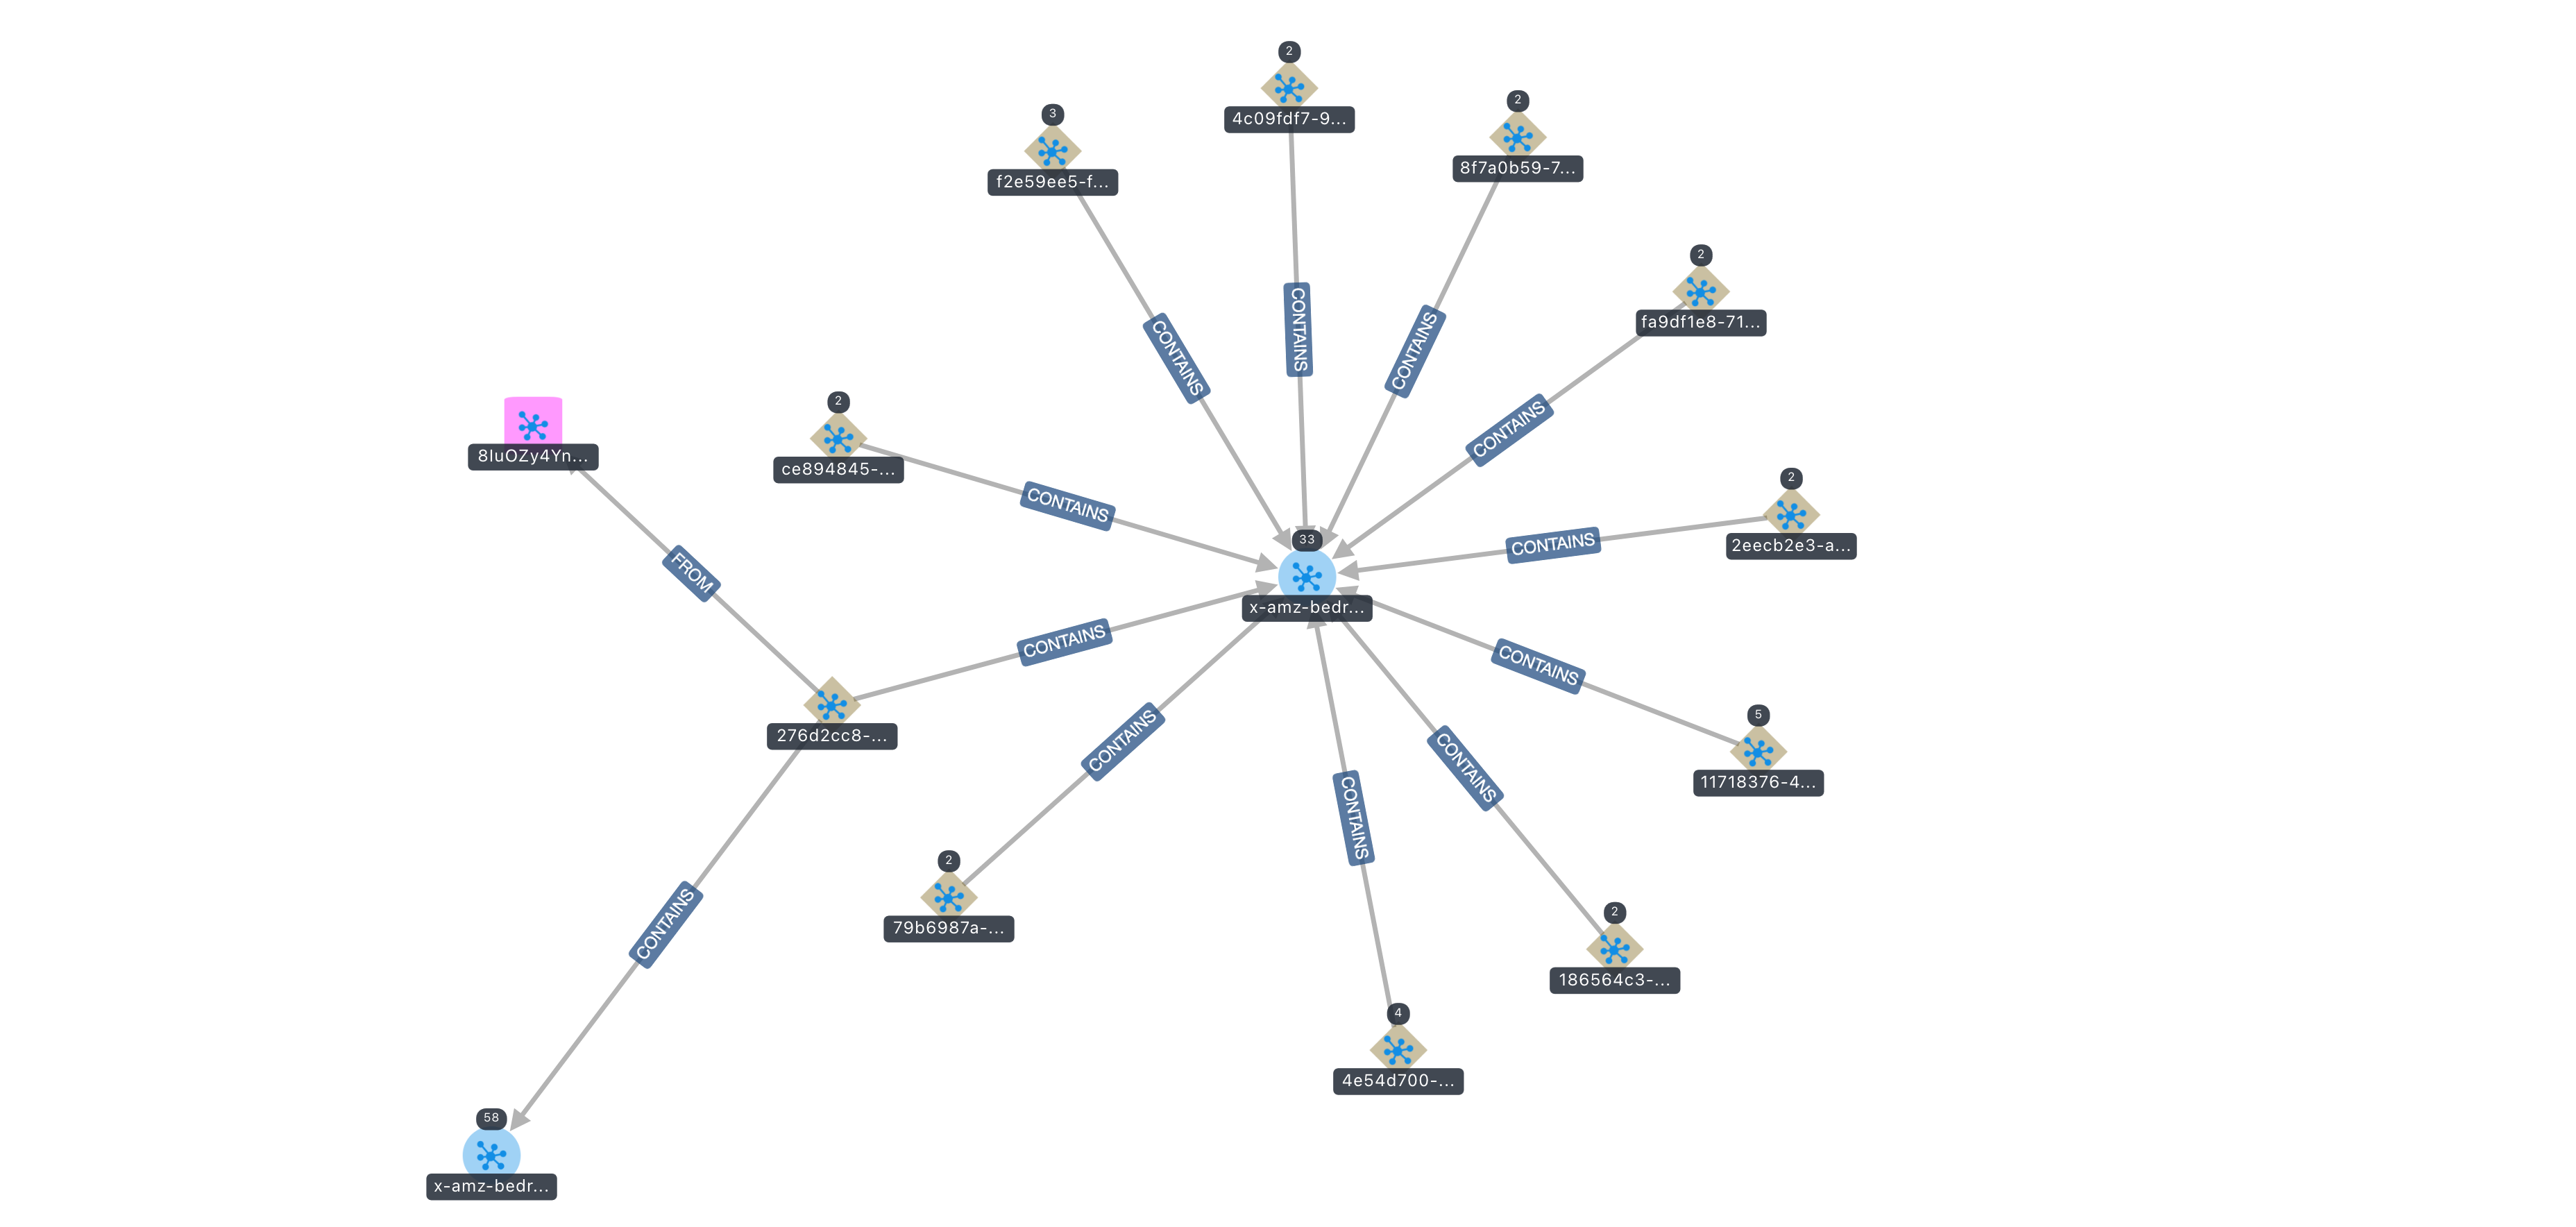 2
4c09fdf7-9...
2
8f7a0b59-7...
3
f2e59ee5-f...
2
fa9df1e8-71...
CONTAINS
CONTAINS
CONTAINS
CONTAINS
2
ce894845-...
8IuOZy4Yn...
CONTAINS
2
2eecb2e3-a...
CONTAINS
33
x-amz-bedr...
FROM
CONTAINS
CONTAINS
276d2cc8-...
CONTAINS
5
11718376-4...
CONTAINS
CONTAINS
2
79b6987a-...
CONTAINS
2
186564c3-...
4
4e54d700-...
58
x-amz-bedr...